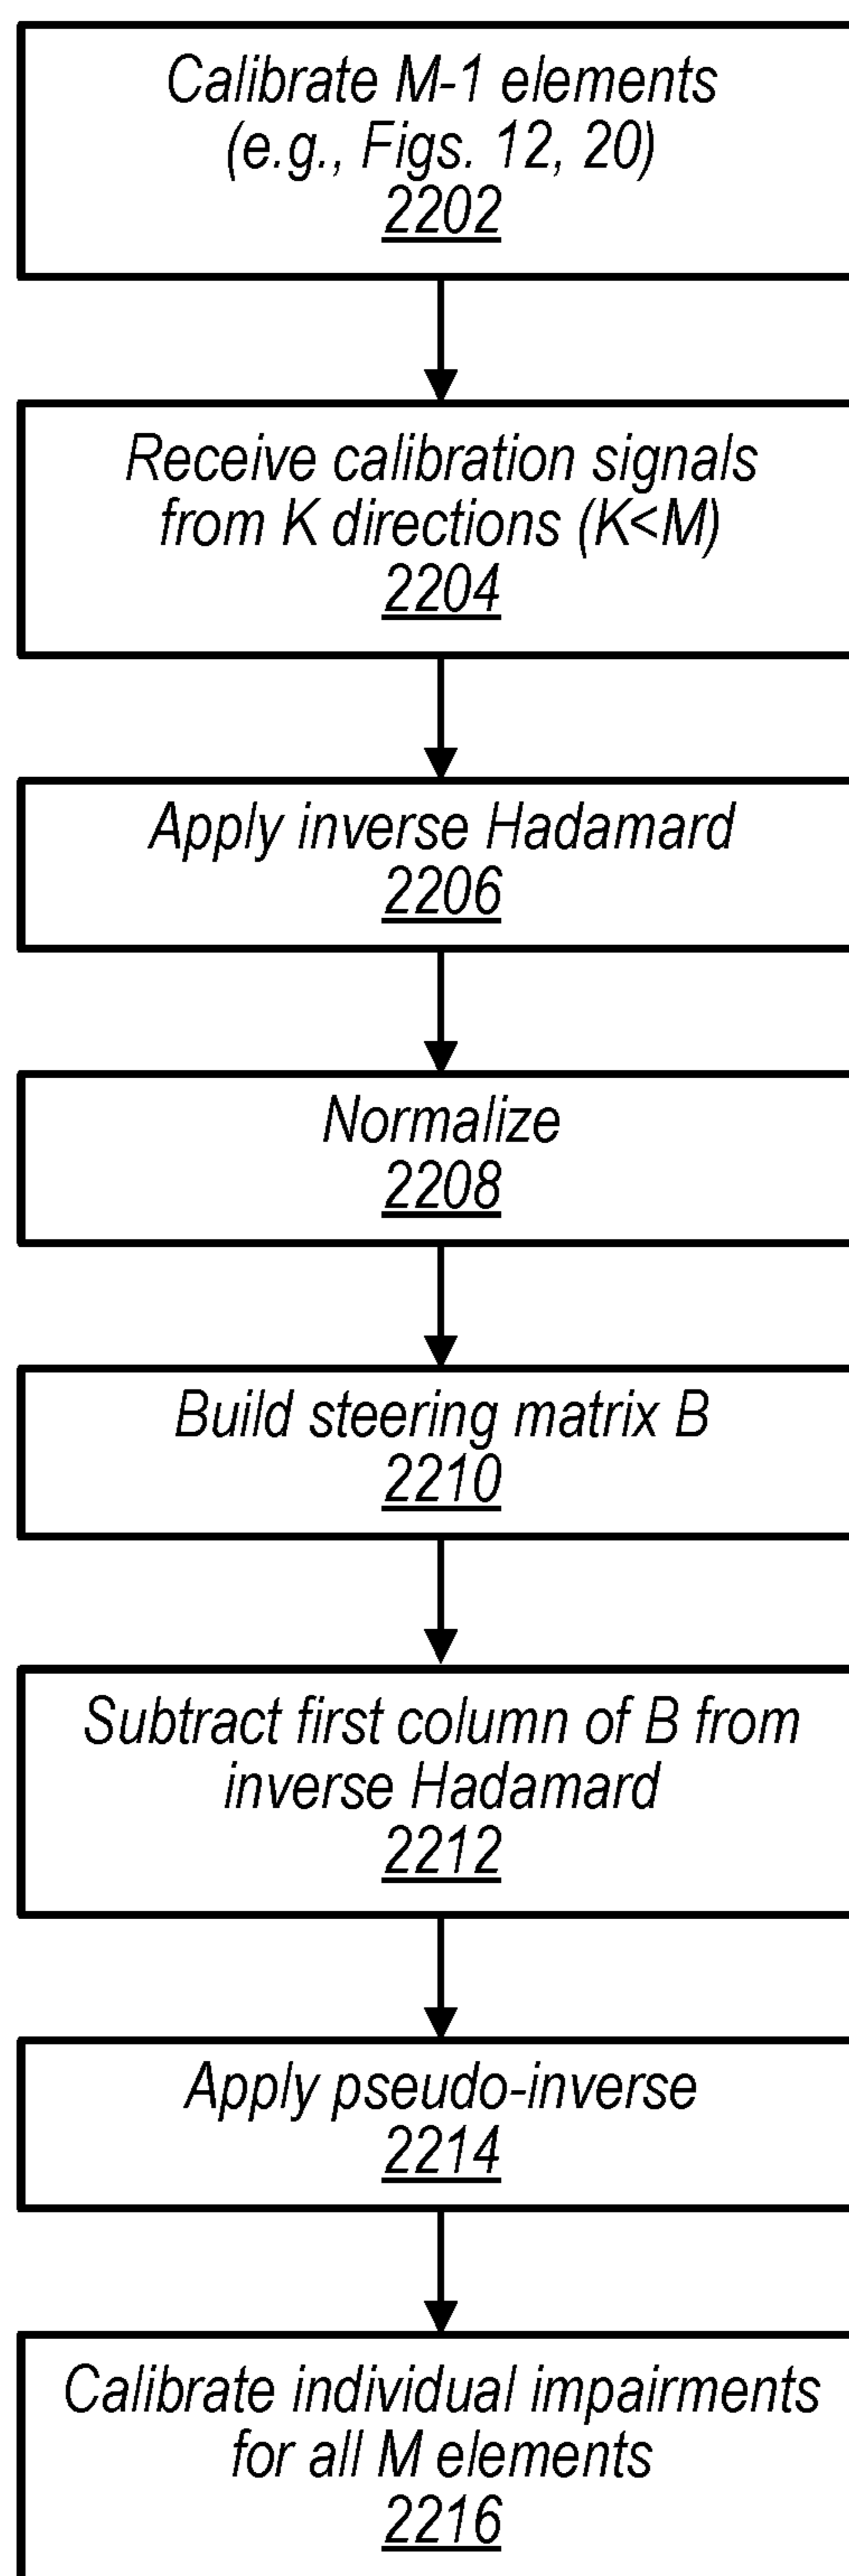 Calibrate M-1 elements
(e.g., Figs. 12, 20)
2202
Receive calibration signals
from K directions (K<M)
2204
Apply inverse Hadamard
2206
Normalize
2208
Build steering matrix B
2210
Subtract first column of B from
inverse Hadamard
2212
Apply pseudo-inverse
2214
Calibrate individual impairments
for all M elements
2216